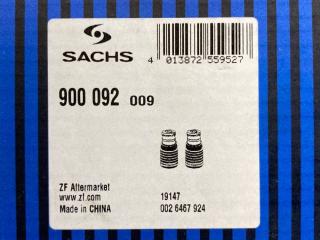 SACHS
4 013872 559527
900 092 009
ZF Aftermarket
www.zf.com
Made in CHINA
19147
002 6467 924